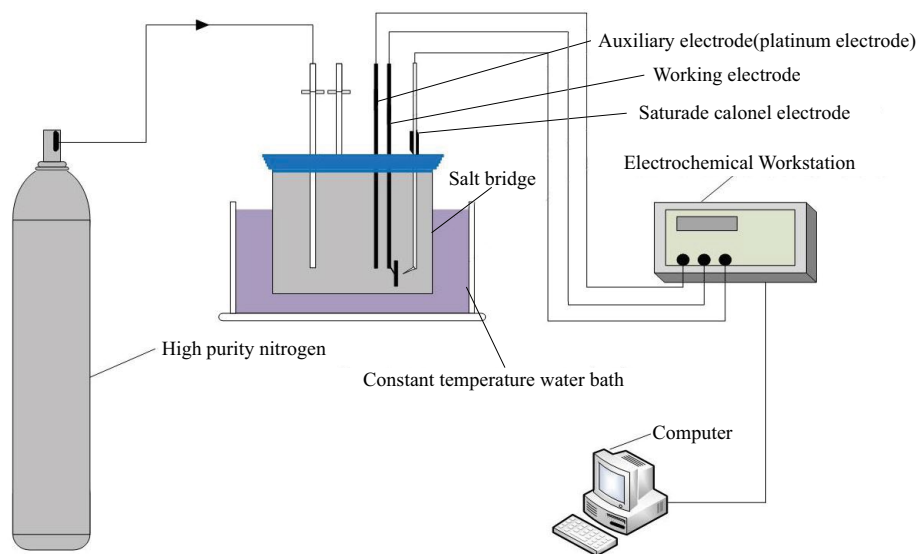 Auxiliary electrode(platinum electrode)
Working electrode
Saturade calonel electrode
Electrochemical Workstation
Salt bridge
High purity nitrogen
Constant temperature water bath
Computer